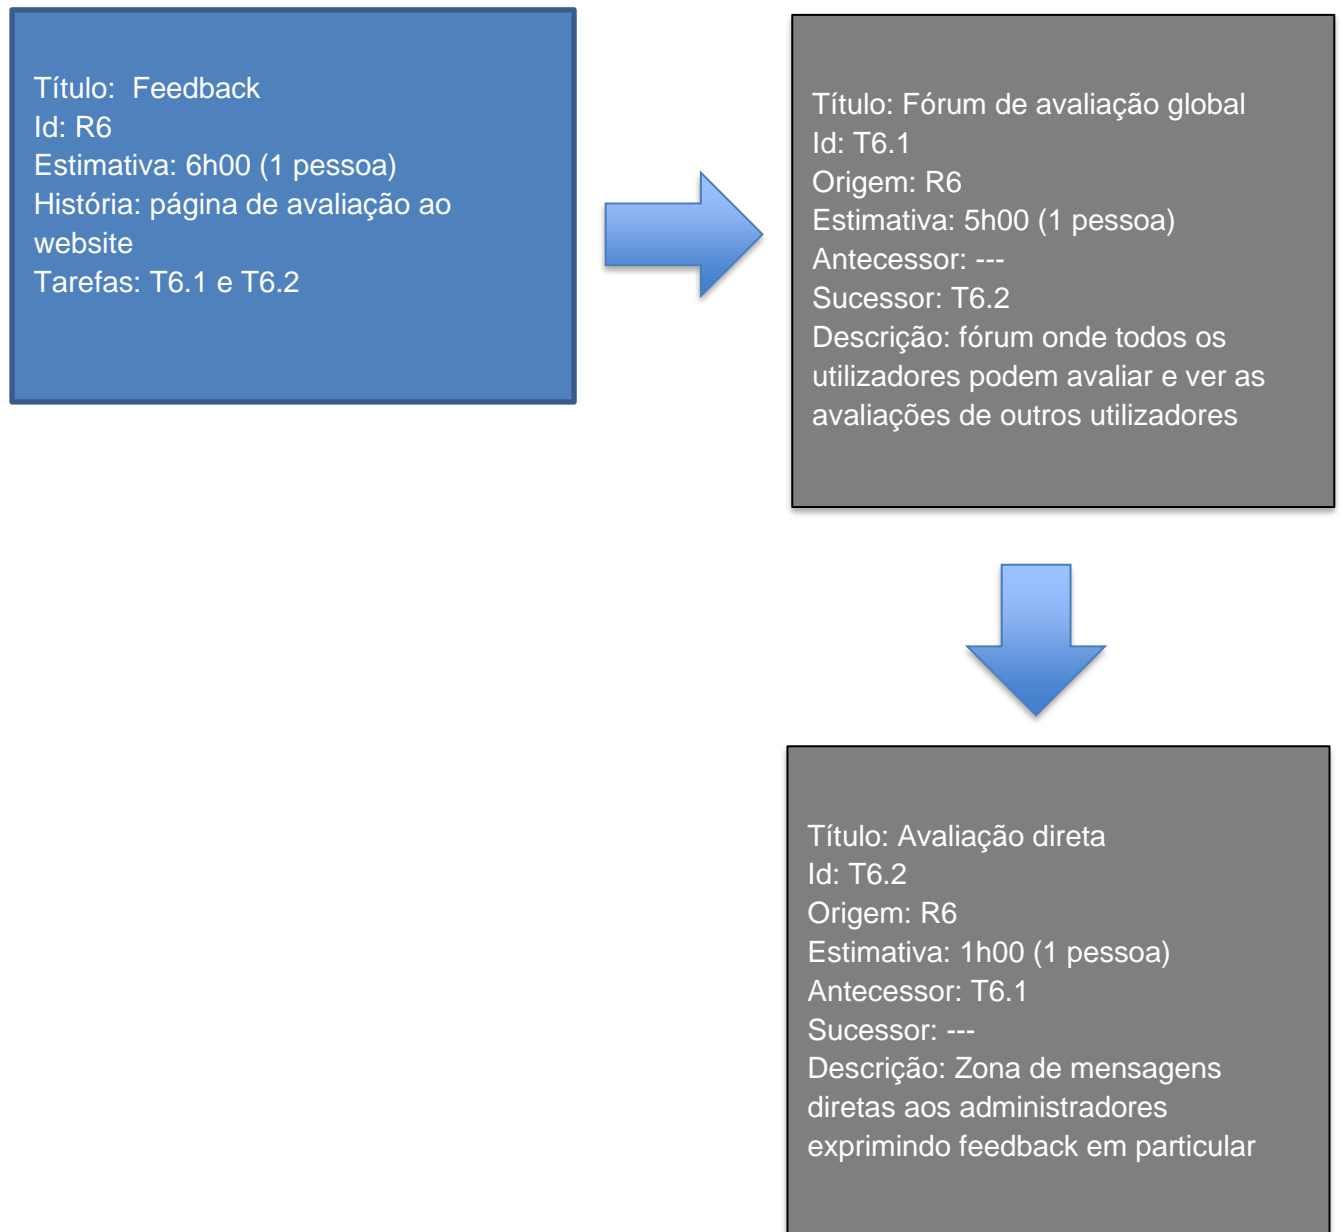 Título:  Feedback
Id: R6
Estimativa: 6h00 (1 pessoa)
História: página de avaliação ao
website
Tarefas: T6.1 e T6.2
Título: Fórum de avaliação global
Id: T6.1
Origem: R6
Estimativa: 5h00 (1 pessoa)
Antecessor: ---
Sucessor: T6.2
Descrição: fórum onde todos os
utilizadores podem avaliar e ver as
avaliações de outros utilizadores
Título: Avaliação direta
Id: T6.2
Origem: R6
Estimativa: 1h00 (1 pessoa)
Antecessor: T6.1
Sucessor: ---
Descrição: Zona de mensagens
diretas aos administradores
exprimindo feedback em particular